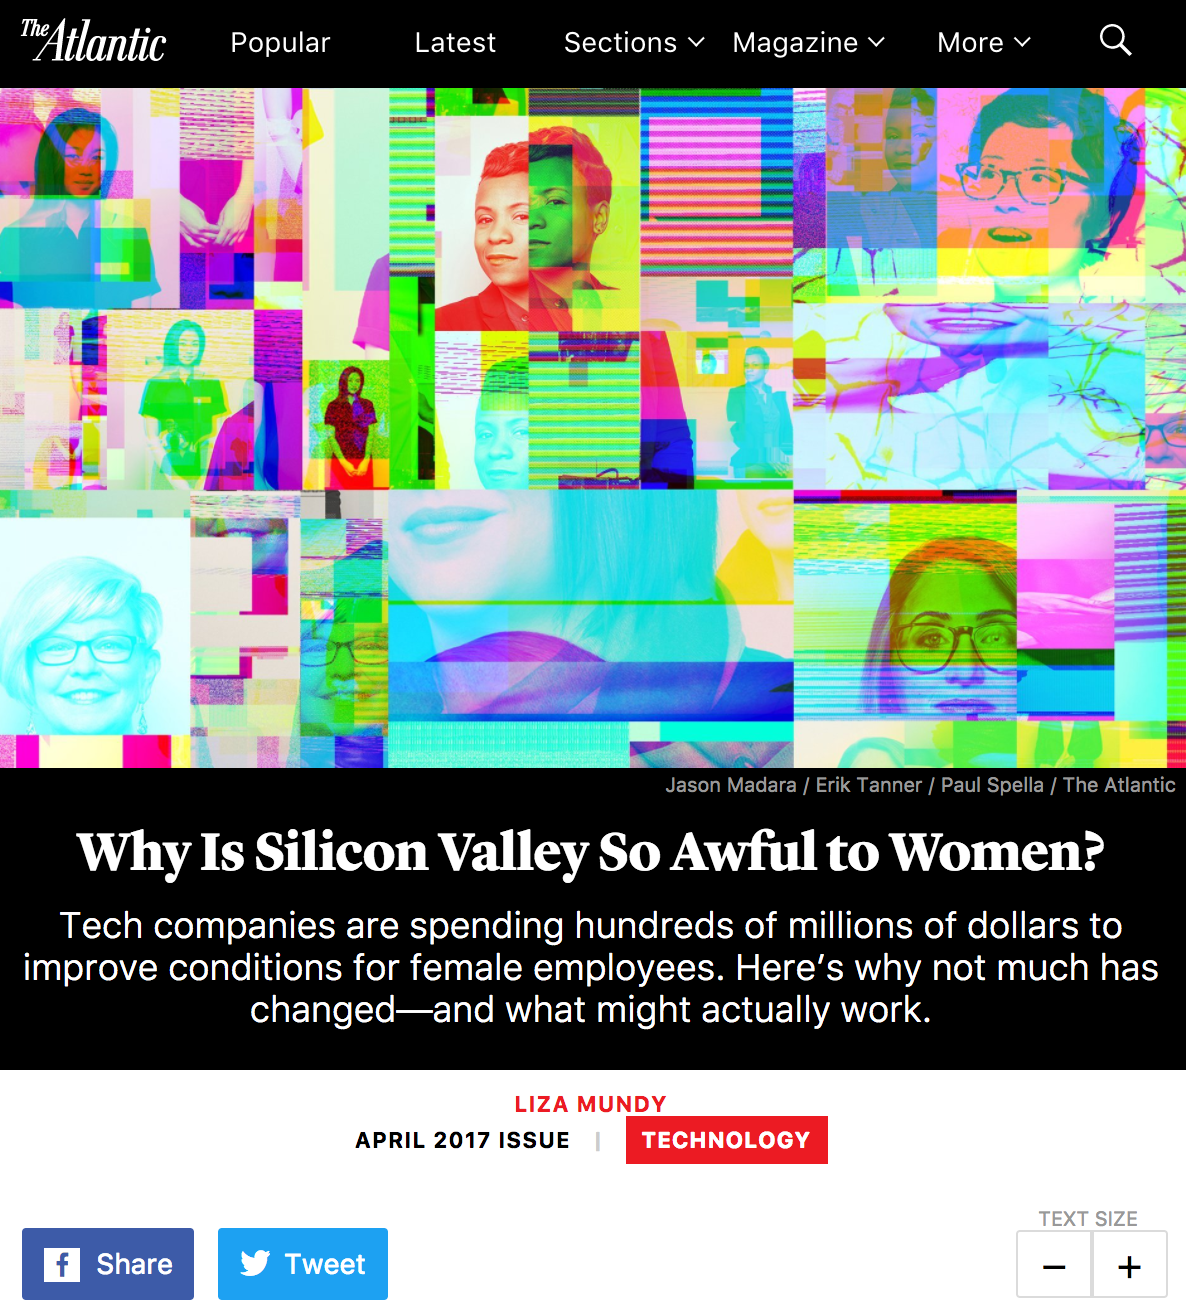 The Atlantic Popular Latest Sections Magazine More
Jason Madara / Erik Tanner / Paul Spella / The Atlantic
Why Is Silicon Valley So Awful to Women?
Tech companies are spending hundreds of millions of dollars to
improve conditions for female employees. Here’s why not much has
changed—and what might actually work.
LIZA MUNDY
APRIL 2017 ISSUE | TECHNOLOGY
TEXT SIZE
f Share Tweet − +